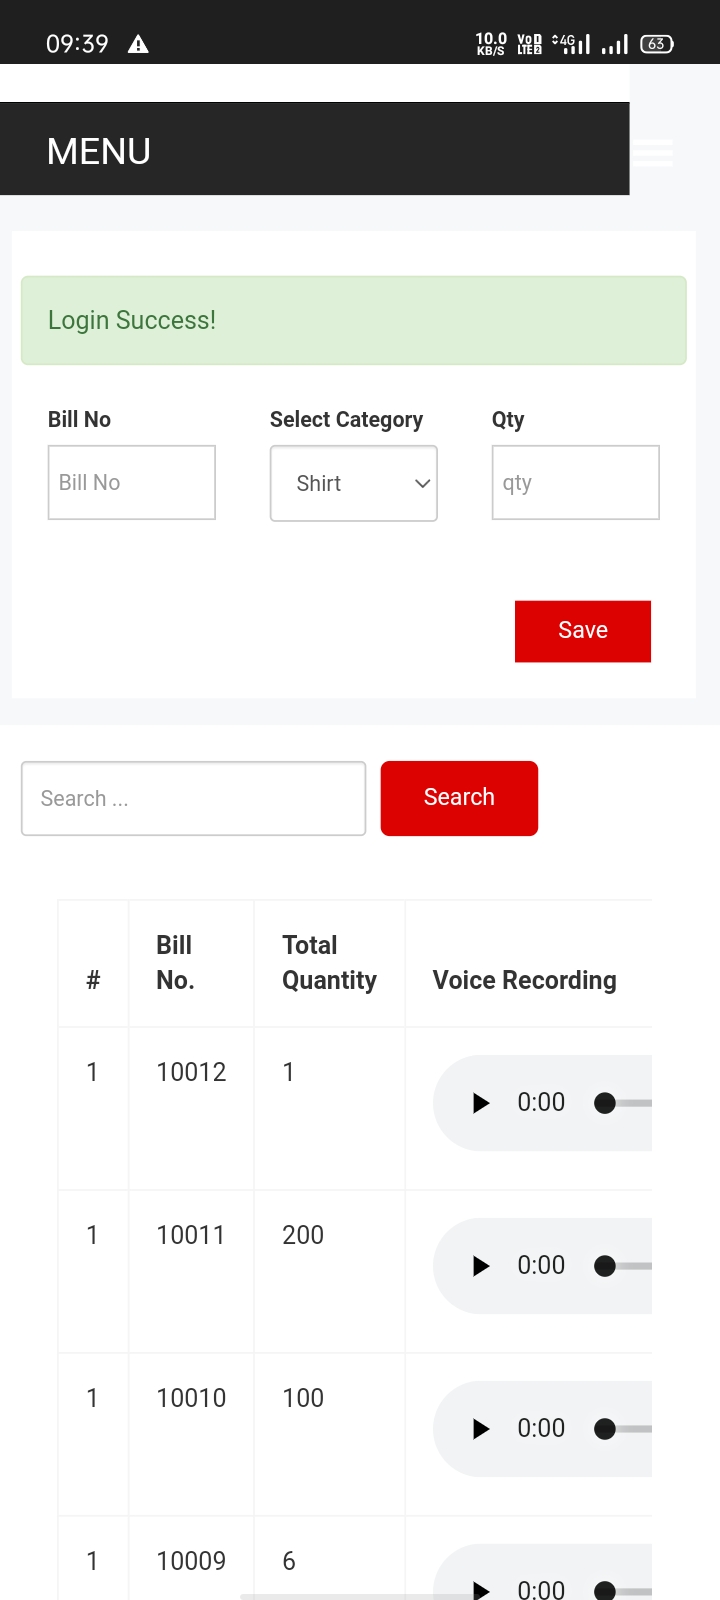 09:39 10.0 KB/S VoD LTE2 4G 63
MENU
Login Success!
Bill No Select Category Qty
Bill No Shirt qty
Save
Search ... Search
# Bill No. Total Quantity Voice Recording
1 10012 1 0:00
1 10011 200 0:00
1 10010 100 0:00
1 10009 6 0:00